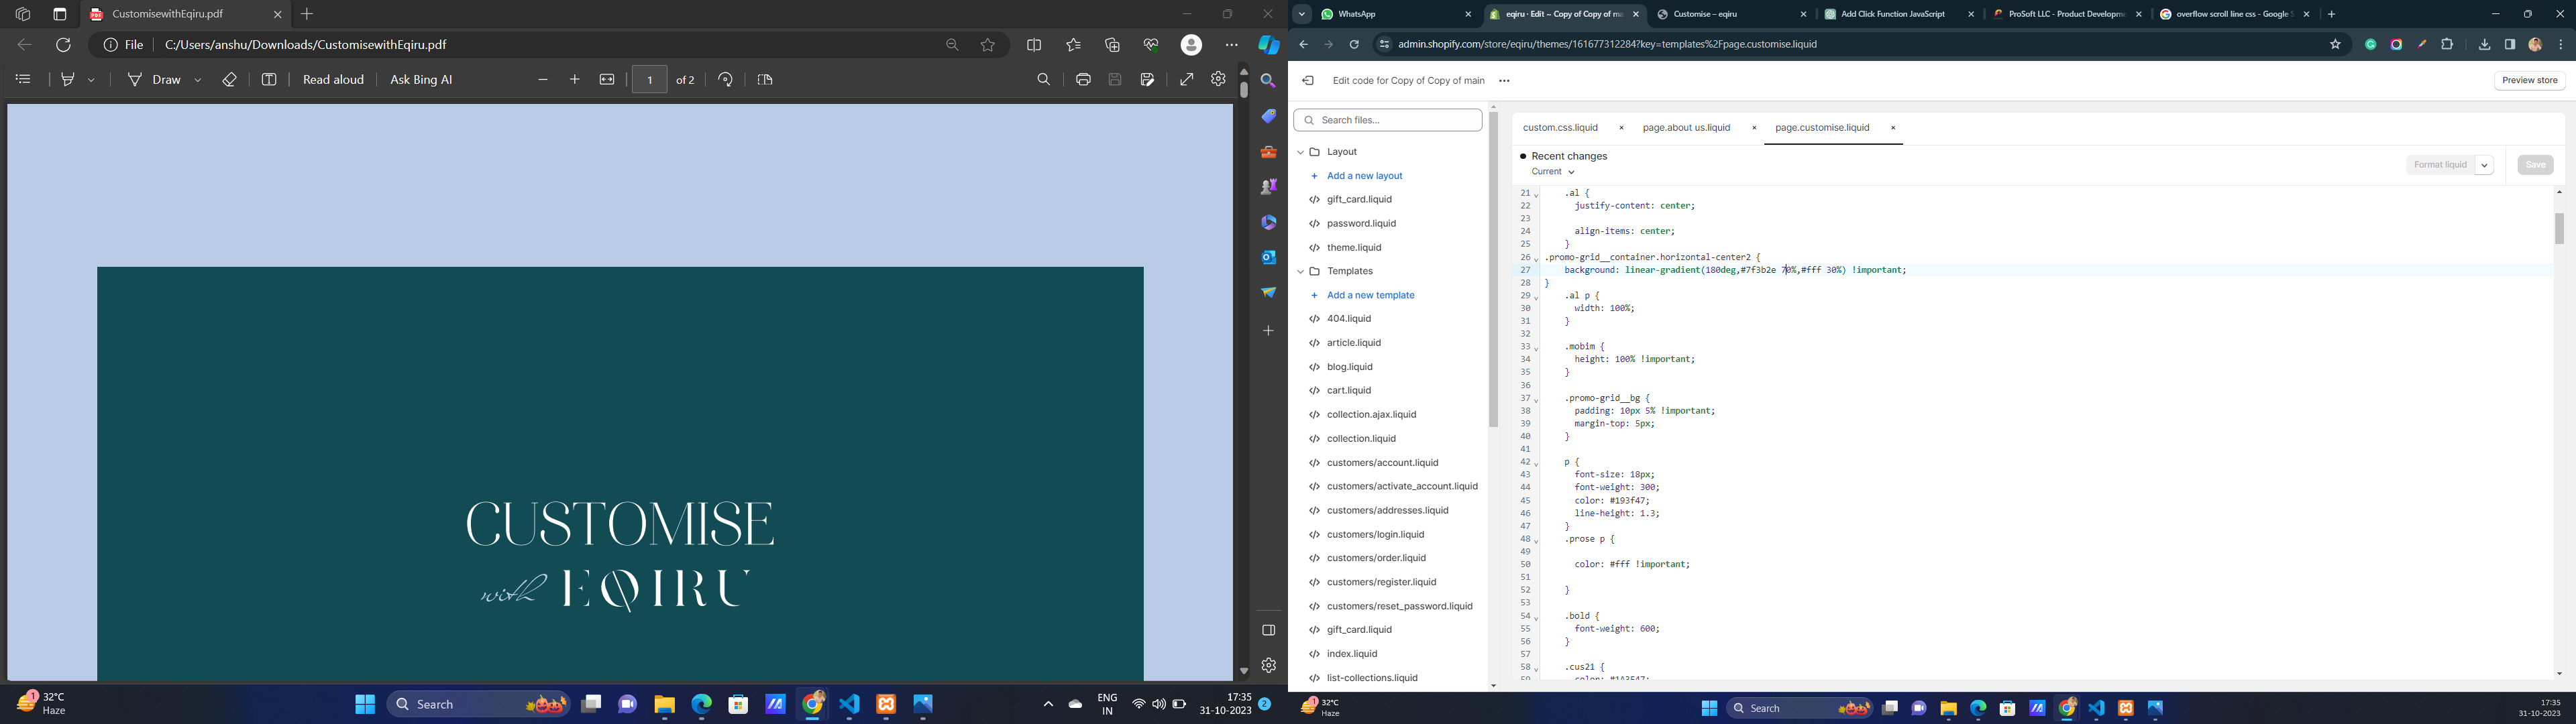 CustomisewithEqiru.pdf
File
C:/Users/anshu/Downloads/CustomisewithEqiru.pdf
Draw
Read aloud
Ask Bing AI
1
of 2
CUSTOMISE
with EQIRU
1
32°C
Haze
Search
ENG
IN
17:35
31-10-2023
2
WhatsApp
eqiru · Edit ~ Copy of Copy of ma
Customise – eqiru
Add Click Function JavaScript
ProSoft LLC - Product Developme
overflow scroll line css - Google S
admin.shopify.com/store/eqiru/themes/161677312284?key=templates%2Fpage.customise.liquid
Edit code for Copy of Copy of main
Preview store
Search files...
Layout
Add a new layout
gift_card.liquid
password.liquid
theme.liquid
Templates
Add a new template
404.liquid
article.liquid
blog.liquid
cart.liquid
collection.ajax.liquid
collection.liquid
customers/account.liquid
customers/activate_account.liquid
customers/addresses.liquid
customers/login.liquid
customers/order.liquid
customers/register.liquid
customers/reset_password.liquid
gift_card.liquid
index.liquid
list-collections.liquid
custom.css.liquid
page.about us.liquid
page.customise.liquid
Recent changes
Current
Format liquid
Save
21 .al {
22 justify-content: center;
23
24 align-items: center;
25 }
26 .promo-grid__container.horizontal-center2 {
27 background: linear-gradient(180deg,#7f3b2e 70%,#fff 30%) !important;
28 }
29 .al p {
30 width: 100%;
31 }
32
33 .mobim {
34 height: 100% !important;
35 }
36
37 .promo-grid__bg {
38 padding: 10px 5% !important;
39 margin-top: 5px;
40 }
41
42 p {
43 font-size: 18px;
44 font-weight: 300;
45 color: #193f47;
46 line-height: 1.3;
47 }
48 .prose p {
49
50 color: #fff !important;
51
52 }
53
54 .bold {
55 font-weight: 600;
56 }
57
58 .cus21 {
1
32°C
Haze
Search
17:35
31-10-2023